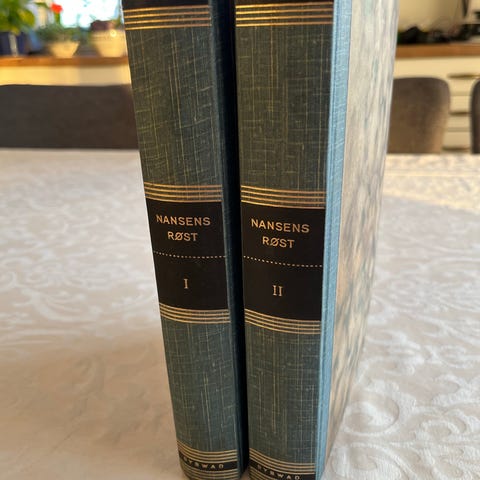 NANSENS
RØST
I
NANSENS
RØST
II
DYBWAD
DYBWAD